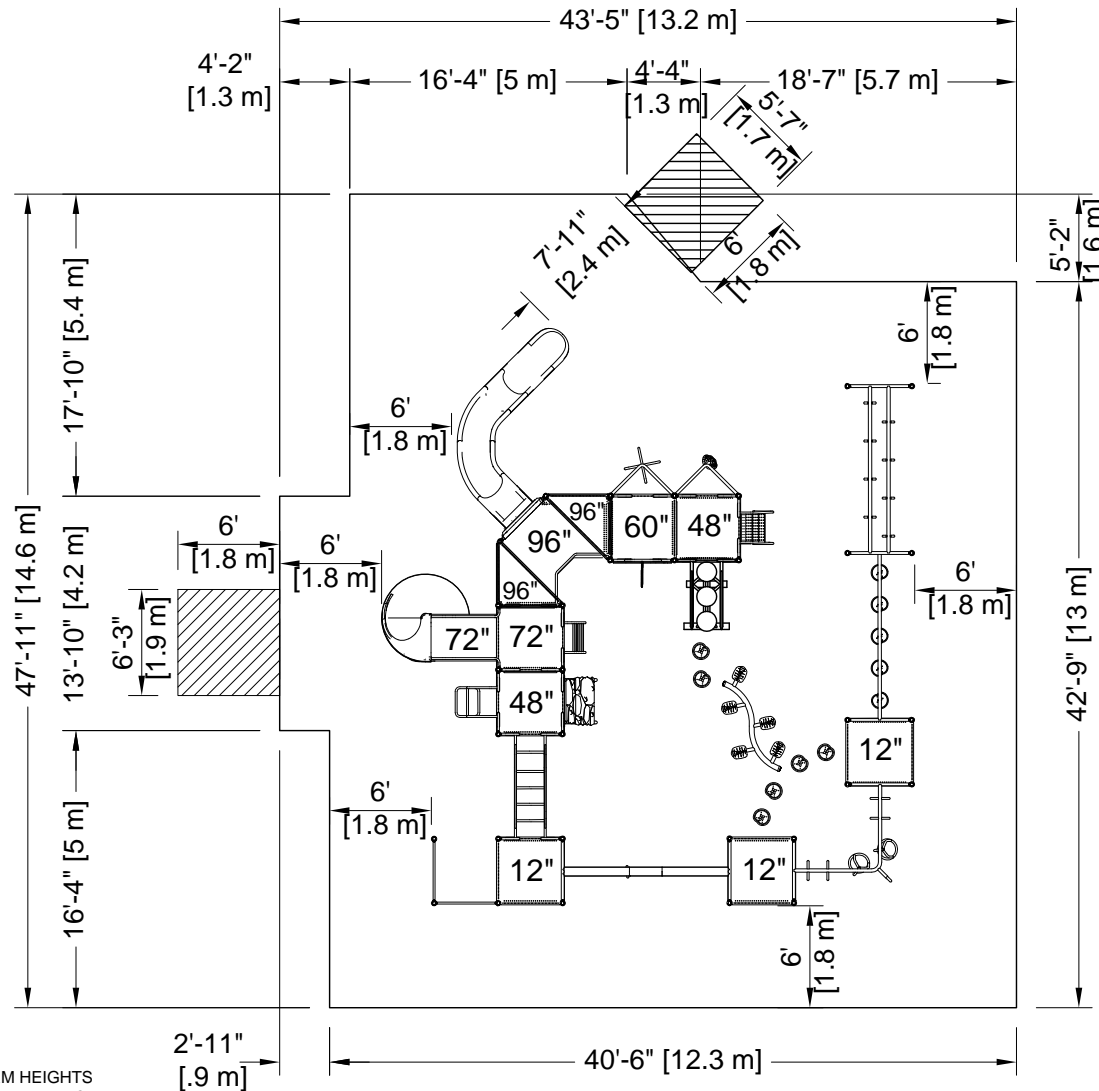 43'-5" [13.2 m]
4'-2"
[1.3 m]
16'-4" [5 m]
4'-4"
[1.3 m]
18'-7" [5.7 m]
5'-7"
[1.7 m]
7'-11"
[2.4 m]
6'
[1.8 m]
5'-2"
[1.6 m]
47'-11" [14.6 m]
17'-10" [5.4 m]
6'
[1.8 m]
6'
[1.8 m]
96"
60"
48"
96"
96"
6'
[1.8 m]
6'
[1.8 m]
6'
[1.8 m]
6'-3"
[1.9 m]
13'-10" [4.2 m]
72"
72"
48"
42'-9" [13 m]
12"
6'
[1.8 m]
16'-4" [5 m]
12"
12"
6'
[1.8 m]
2'-11"
[.9 m]
40'-6" [12.3 m]
M HEIGHTS